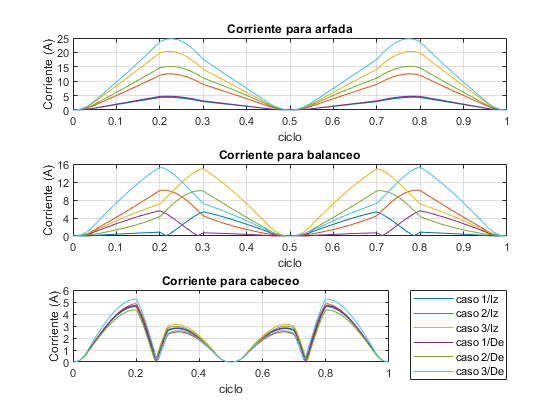 Corriente para arfada
Corriente (A)
25
20
15
10
5
0
0 0.1 0.2 0.3 0.4 0.5 0.6 0.7 0.8 0.9 1
ciclo
Corriente para balanceo
Corriente (A)
16
12
8
4
0
0 0.1 0.2 0.3 0.4 0.5 0.6 0.7 0.8 0.9 1
ciclo
Corriente para cabeceo
Corriente (A)
6
5
4
3
2
1
0
0 0.2 0.4 0.6 0.8 1
ciclo
caso 1/Iz
caso 2/Iz
caso 3/Iz
caso 1/De
caso 2/De
caso 3/De